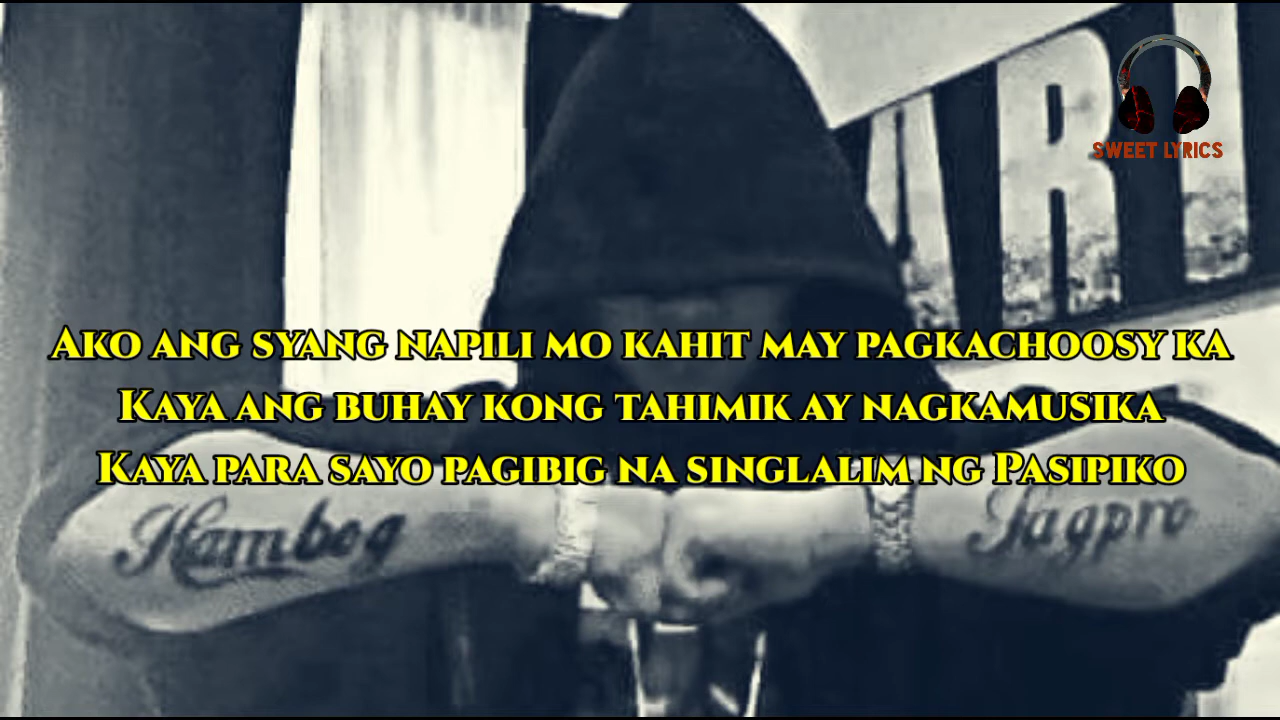 SWEET LYRICS
Ako ang syang napili mo kahit may pagkachoosy ka
Kaya ang buhay kong tahimik ay nagkamusika
Kaya para sayo pagibig na singlalim ng Pasipiko
Hambog Sagpro